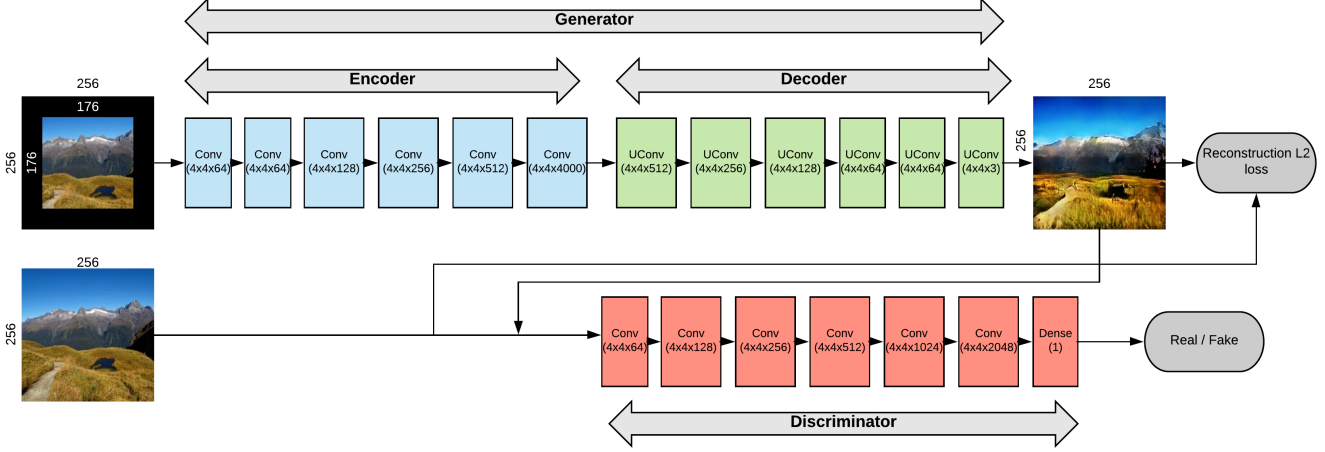 Generator
Encoder
Decoder
256
176
256
176
Conv
(4x4x64)
Conv
(4x4x64)
Conv
(4x4x128)
Conv
(4x4x256)
Conv
(4x4x512)
Conv
(4x4x4000)
UConv
(4x4x512)
UConv
(4x4x256)
UConv
(4x4x128)
UConv
(4x4x64)
UConv
(4x4x64)
UConv
(4x4x3)
256
256
Reconstruction L2
loss
256
256
Conv
(4x4x64)
Conv
(4x4x128)
Conv
(4x4x256)
Conv
(4x4x512)
Conv
(4x4x1024)
Conv
(4x4x2048)
Dense
(1)
Real / Fake
Discriminator